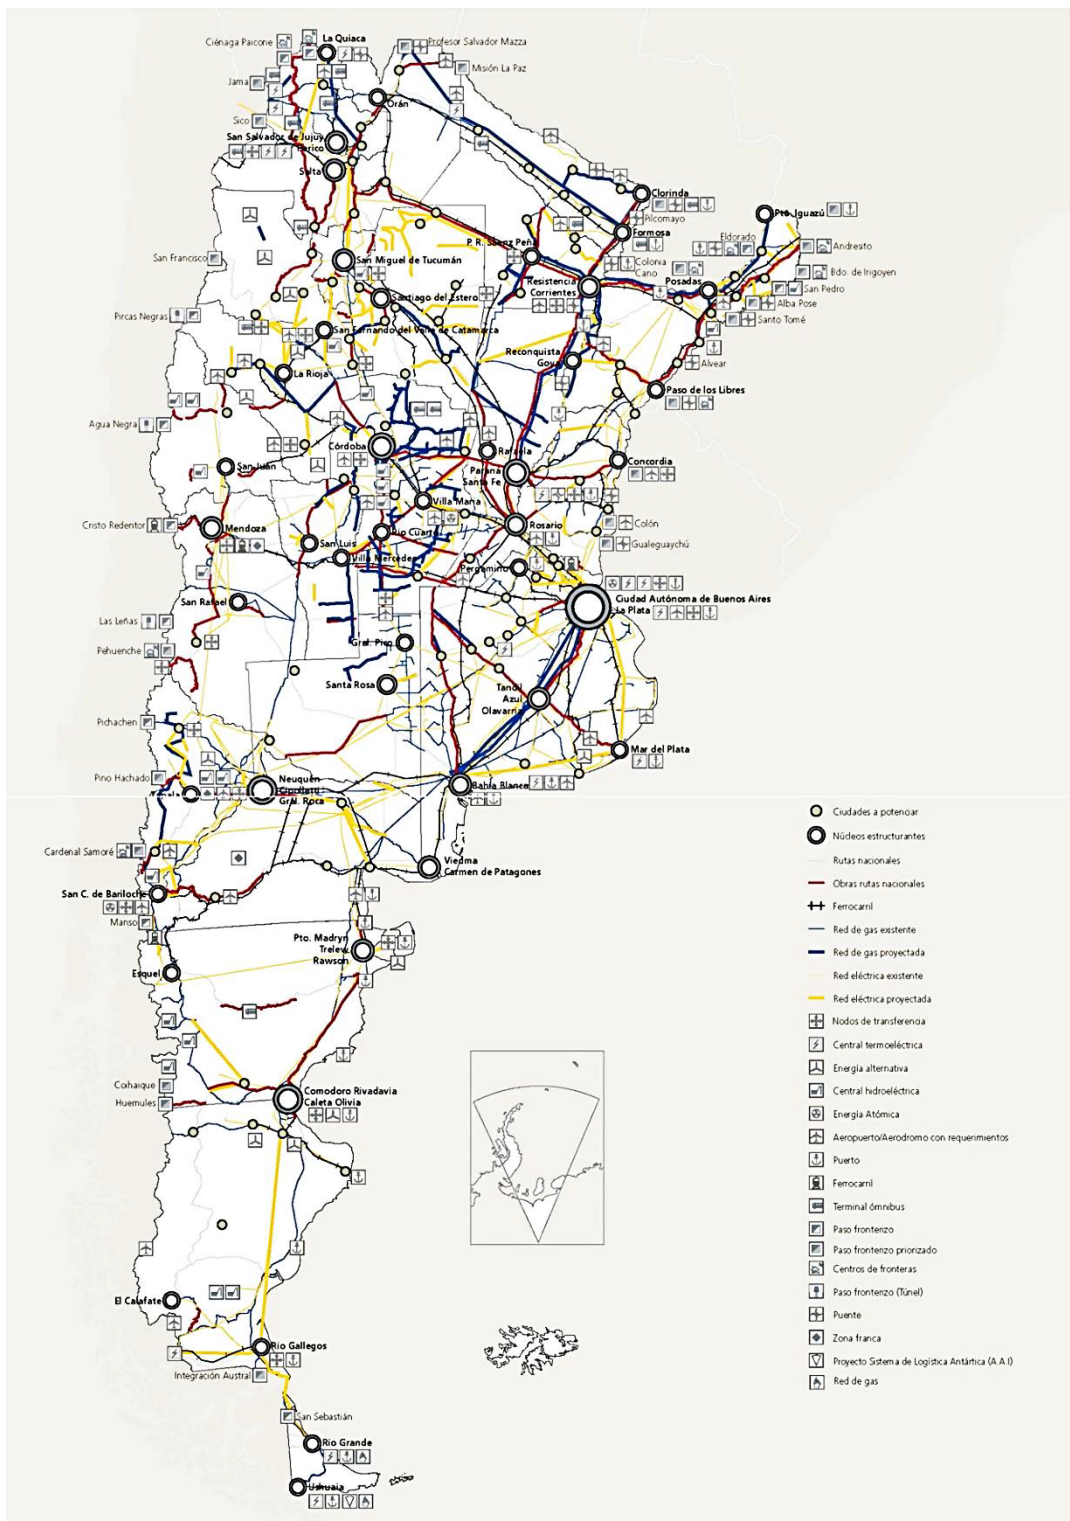 La Quiaca
Ciénaga Paicone
Profesor Salvador Mazza
Misión La Paz
Jama
Orán
Sico
San Salvador de Jujuy
Perico
Salta
Clorinda
Pilcomayo
Formosa
Pto. Iguazú
Eldorado
Andresito
San Francisco
San Miguel de Tucumán
P. R. Sáenz Peña
Colonia
Cano
Bdo. de Irigoyen
Resistencia
Corrientes
Posadas
San Pedro
Alba Pose
Santiago del Estero
Santo Tomé
Pircas Negras
San Fernando del Valle de Catamarca
Reconquista
Goya
Alvear
La Rioja
Paso de los Libres
Agua Negra
Córdoba
Rafaela
San Juan
Paraná
Santa Fe
Concordia
Villa María
Cristo Redentor
Mendoza
Rosario
Colón
Río Cuarto
San Luis
Gualeguaychú
Villa Mercedes
Pergamino
San Rafael
Ciudad Autónoma de Buenos Aires
La Plata
Las Leñas
Pehuenche
Gral. Pico
Santa Rosa
Tandil
Azul
Olavarría
Pichachen
Mar del Plata
Pino Hachado
Neuquén
Cipolletti
Gral. Roca
Bahía Blanca
Cardenal Samoré
Viedma
Carmen de Patagones
San C. de Bariloche
Manso
Pto. Madryn
Trelew
Rawson
Esquel
Coihaique
Huemules
Comodoro Rivadavia
Caleta Olivia
El Calafate
Río Gallegos
Integración Austral
San Sebastián
Río Grande
Ushuaia
Ciudades a potenciar
Núcleos estructurantes
Rutas nacionales
Obras rutas nacionales
Ferrocarril
Red de gas existente
Red de gas proyectada
Red eléctrica existente
Red eléctrica proyectada
Nodos de transferencia
Central termoeléctrica
Energía alternativa
Central hidroeléctrica
Energía Atómica
Aeropuerto/Aerodromo con requerimientos
Puerto
Ferrocarril
Terminal ómnibus
Paso fronterizo
Paso fronterizo priorizado
Centros de fronteras
Paso fronterizo (Túnel)
Puente
Zona franca
Proyecto Sistema de Logística Antártica (A.A.I)
Red de gas